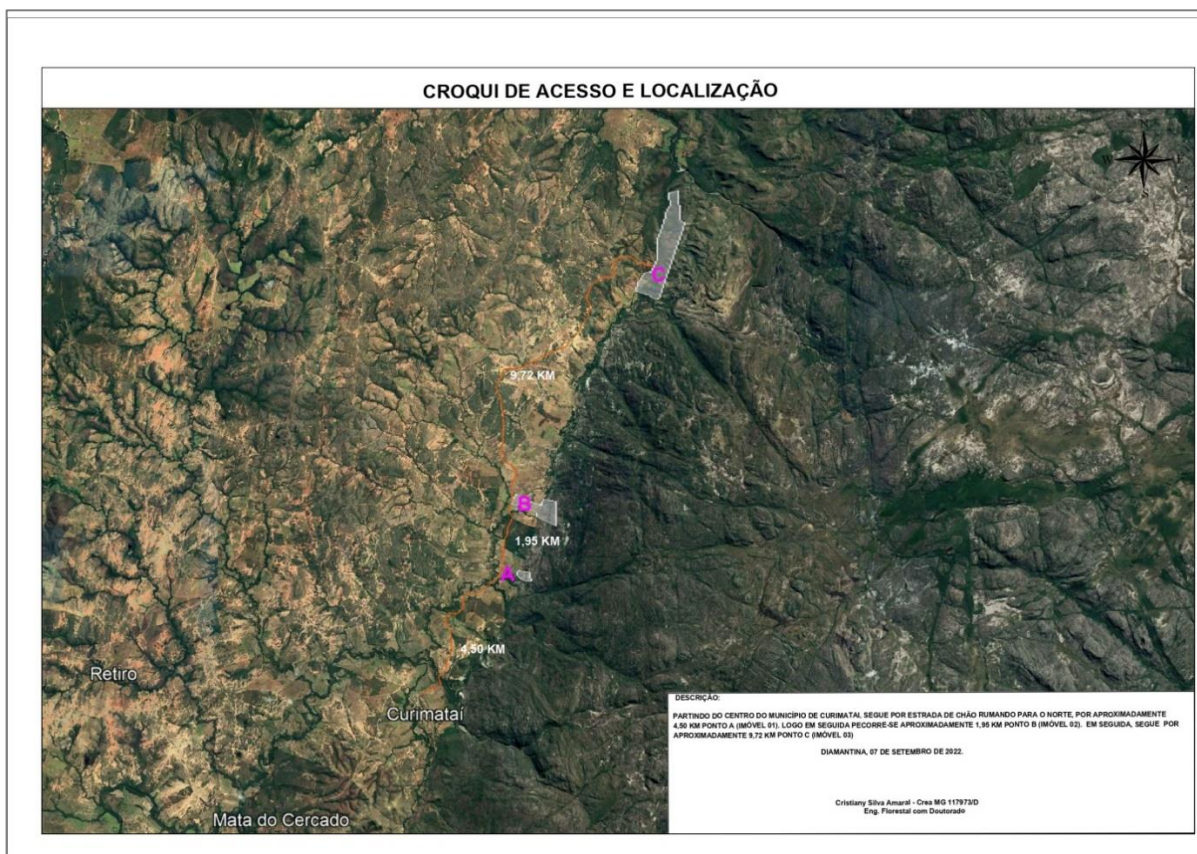 CROQUI DE ACESSO E LOCALIZAÇÃO
C
9,72 KM
B
1,95 KM
A
4,50 KM
Retiro
Curimataí
Mata do Cercado
DESCRIÇÃO:
PARTINDO DO CENTRO DO MUNICÍPIO DE CURIMATAI, SEGUE POR ESTRADA DE CHÃO RUMANDO PARA O NORTE, POR APROXIMADAMENTE
4,50 KM PONTO A (IMÓVEL 01). LOGO EM SEGUIDA PECORRE-SE APROXIMADAMENTE 1,95 KM PONTO B (IMÓVEL 02). EM SEGUIDA, SEGUE POR
APROXIMADAMENTE 9,72 KM PONTO C (IMÓVEL 03)
DIAMANTINA, 07 DE SETEMBRO DE 2022.
Cristiany Silva Amaral - Crea MG 117973/D
Eng. Florestal com Doutorado